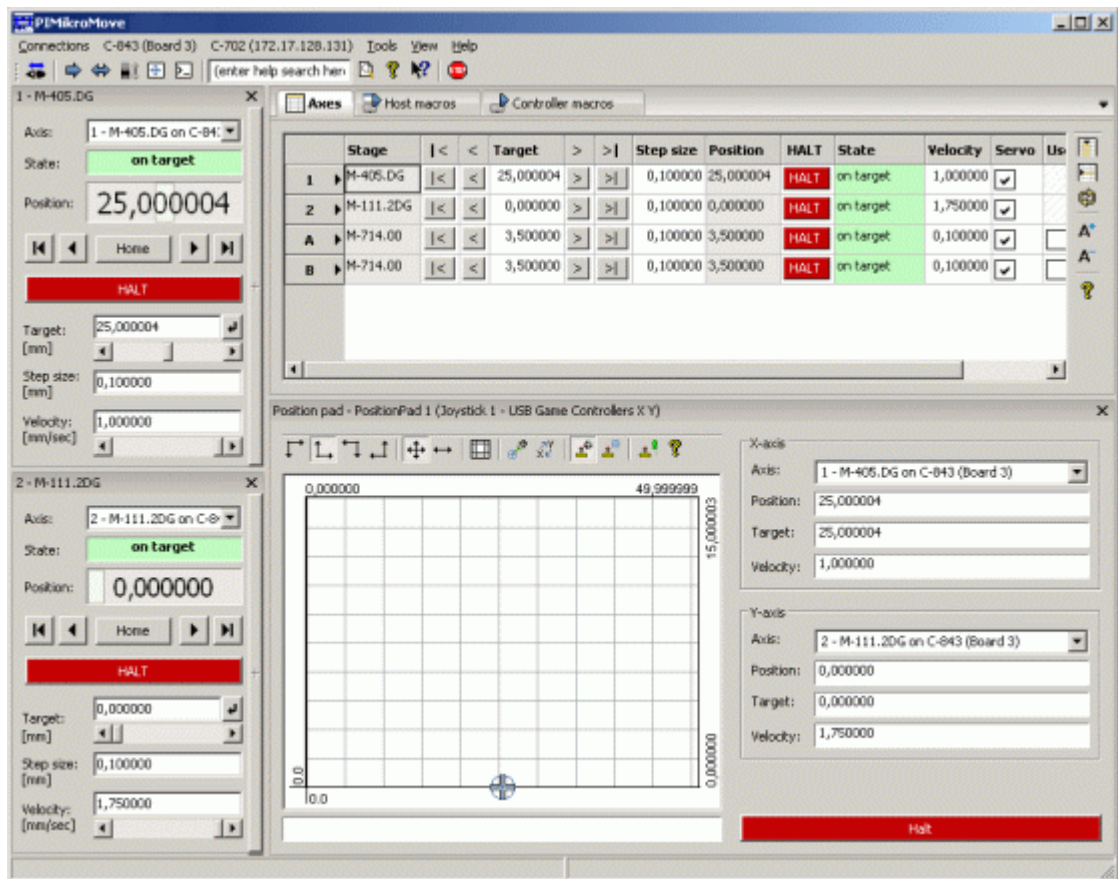 PIMikroMove
Connections C-843 (Board 3) C-702 (172.17.128.131) Tools View Help
(enter help search her
STOP
1 - M-405.DG
Axis: 1 - M-405.DG on C-84
State: on target
Position: 25,000004
Home
HALT
Target: 25,000004
[mm]
Step size: 0,100000
[mm]
Velocity: 1,000000
[mm/sec]
2 - M-111.2DG
Axis: 2 - M-111.2DG on C-8
State: on target
Position: 0,000000
Home
HALT
Target: 0,000000
[mm]
Step size: 0,100000
[mm]
Velocity: 1,750000
[mm/sec]
Axes Host macros Controller macros
Stage |< < Target > >| Step size Position HALT State Velocity Servo Us
1 M-405.DG |< < 25,000004 > >| 0,100000 25,000004 HALT on target 1,000000
2 M-111.2DG |< < 0,000000 > >| 0,100000 0,000000 HALT on target 1,750000
A M-714.00 |< < 3,500000 > >| 0,100000 3,500000 HALT on target 0,100000
B M-714.00 |< < 3,500000 > >| 0,100000 3,500000 HALT on target 0,100000
A+
A-
Position pad - PositionPad 1 (Joystick 1 - USB Game Controllers X Y)
0,000000 49,999999
15,000003
0,000000
0.0
0.0
X-axis
Axis: 1 - M-405.DG on C-843 (Board 3)
Position: 25,000004
Target: 25,000004
Velocity: 1,000000
Y-axis
Axis: 2 - M-111.2DG on C-843 (Board 3)
Position: 0,000000
Target: 0,000000
Velocity: 1,750000
Halt